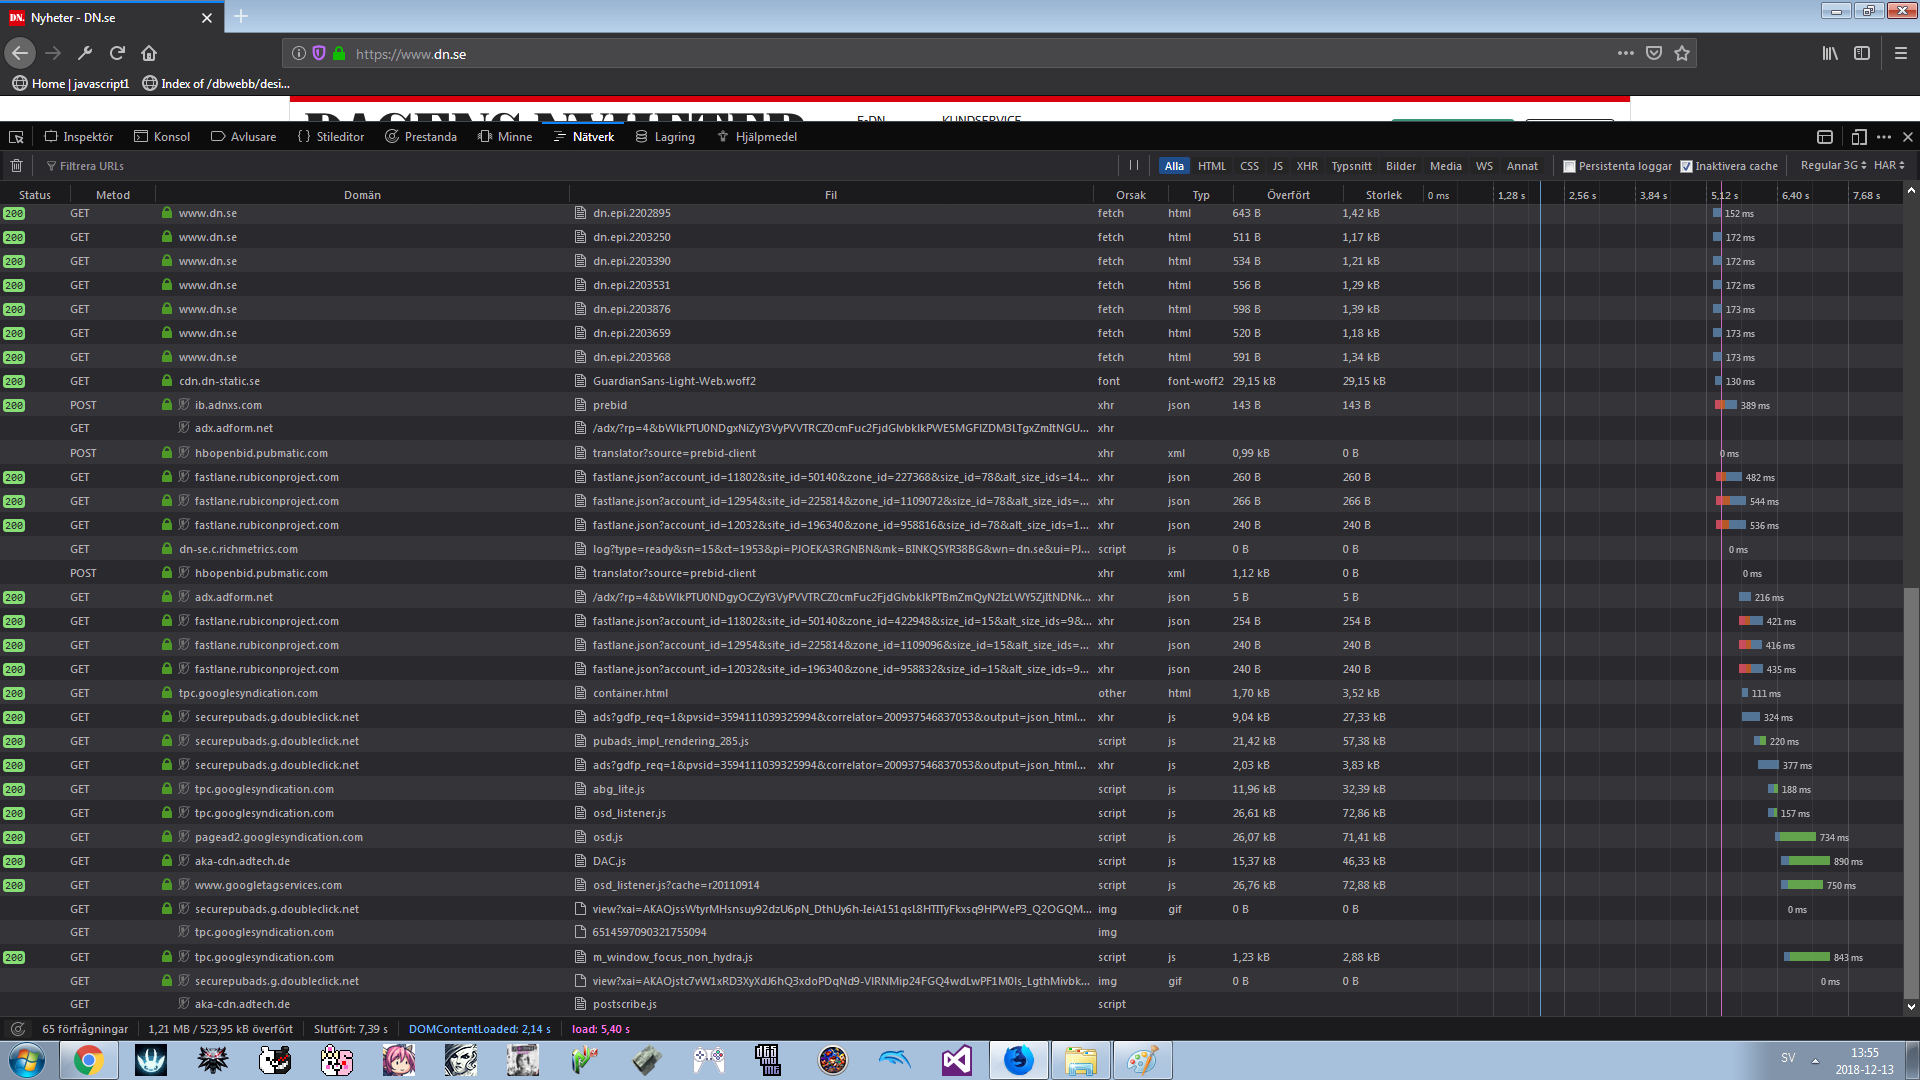 DN. Nyheter - DN.se
https://www.dn.se
Home | javascript1 Index of /dbwebb/desi...
DAGENS NYHETER E-DN KUNDSERVICE
Inspektör Konsol Avlusare Stileditor Prestanda Minne Nätverk Lagring Hjälpmedel
Filtrera URLs Alla HTML CSS JS XHR Typsnitt Bilder Media WS Annat Persistenta loggar Inaktivera cache Regular 3G HAR
Status Metod Domän Fil Orsak Typ Överfört Storlek 0 ms 1,28 s 2,56 s 3,84 s 5,12 s 6,40 s 7,68 s
200 GET www.dn.se dn.epi.2202895 fetch html 643 B 1,42 kB 152 ms
200 GET www.dn.se dn.epi.2203250 fetch html 511 B 1,17 kB 172 ms
200 GET www.dn.se dn.epi.2203390 fetch html 534 B 1,21 kB 172 ms
200 GET www.dn.se dn.epi.2203531 fetch html 556 B 1,29 kB 172 ms
200 GET www.dn.se dn.epi.2203876 fetch html 598 B 1,39 kB 173 ms
200 GET www.dn.se dn.epi.2203659 fetch html 520 B 1,18 kB 173 ms
200 GET www.dn.se dn.epi.2203568 fetch html 591 B 1,34 kB 173 ms
200 GET cdn.dn-static.se GuardianSans-Light-Web.woff2 font font-woff2 29,15 kB 29,15 kB 130 ms
200 POST ib.adnxs.com prebid xhr json 143 B 143 B 389 ms
GET adx.adform.net xhr
POST hbopenbid.pubmatic.com translator?source=prebid-client xhr xml 0,99 kB 0 B 0 ms
200 GET fastlane.rubiconproject.com fastlane.json?account_id=11802&site_id=50140&zone_id=227368&size_id=78&alt_size_ids=14... xhr json 260 B 260 B 482 ms
200 GET fastlane.rubiconproject.com fastlane.json?account_id=12954&site_id=225814&zone_id=1109072&size_id=78&alt_size_ids=... xhr json 266 B 266 B 544 ms
200 GET fastlane.rubiconproject.com fastlane.json?account_id=12032&site_id=196340&zone_id=958816&size_id=78&alt_size_ids=1... xhr json 240 B 240 B 536 ms
GET dn-se.c.richmetrics.com log?type=ready&sn=15&ct=1953&pi=PJOEKA3RGNBN&mk=BINKQSYR38BG&wn=dn.se&ui=PJ... script js 0 B 0 B 0 ms
POST hbopenbid.pubmatic.com translator?source=prebid-client xhr xml 1,12 kB 0 B 0 ms
200 GET adx.adform.net xhr json 5 B 5 B 216 ms
200 GET fastlane.rubiconproject.com fastlane.json?account_id=11802&site_id=50140&zone_id=422948&size_id=15&alt_size_ids=9&... xhr json 254 B 254 B 421 ms
200 GET fastlane.rubiconproject.com fastlane.json?account_id=12954&site_id=225814&zone_id=1109096&size_id=15&alt_size_ids=... xhr json 240 B 240 B 416 ms
200 GET fastlane.rubiconproject.com fastlane.json?account_id=12032&site_id=196340&zone_id=958832&size_id=15&alt_size_ids=9... xhr json 240 B 240 B 435 ms
200 GET tpc.googlesyndication.com container.html other html 1,70 kB 3,52 kB 111 ms
200 GET securepubads.g.doubleclick.net ads?gdfp_req=1&pvsid=3594111039325994&correlator=200937546837053&output=json_html... xhr js 9,04 kB 27,33 kB 324 ms
200 GET securepubads.g.doubleclick.net pubads_impl_rendering_285.js script js 21,42 kB 57,38 kB 220 ms
200 GET securepubads.g.doubleclick.net ads?gdfp_req=1&pvsid=3594111039325994&correlator=200937546837053&output=json_html... xhr js 2,03 kB 3,83 kB 377 ms
200 GET tpc.googlesyndication.com abg_lite.js script js 11,96 kB 32,39 kB 188 ms
200 GET tpc.googlesyndication.com osd_listener.js script js 26,61 kB 72,86 kB 157 ms
200 GET pagead2.googlesyndication.com osd.js script js 26,07 kB 71,41 kB 734 ms
200 GET aka-cdn.adtech.de DAC.js script js 15,37 kB 46,33 kB 890 ms
200 GET www.googletagservices.com osd_listener.js?cache=r20110914 script js 26,76 kB 72,88 kB 750 ms
GET securepubads.g.doubleclick.net img gif 0 B 0 B 0 ms
GET tpc.googlesyndication.com 6514597090321755094 img
200 GET tpc.googlesyndication.com m_window_focus_non_hydra.js script js 1,23 kB 2,88 kB 843 ms
GET securepubads.g.doubleclick.net img gif 0 B 0 B 0 ms
GET aka-cdn.adtech.de postscribe.js script
65 förfrågningar 1,21 MB / 523,95 kB överfört Slutfört: 7,39 s DOMContentLoaded: 2,14 s load: 5,40 s
SV 13:55
2018-12-13